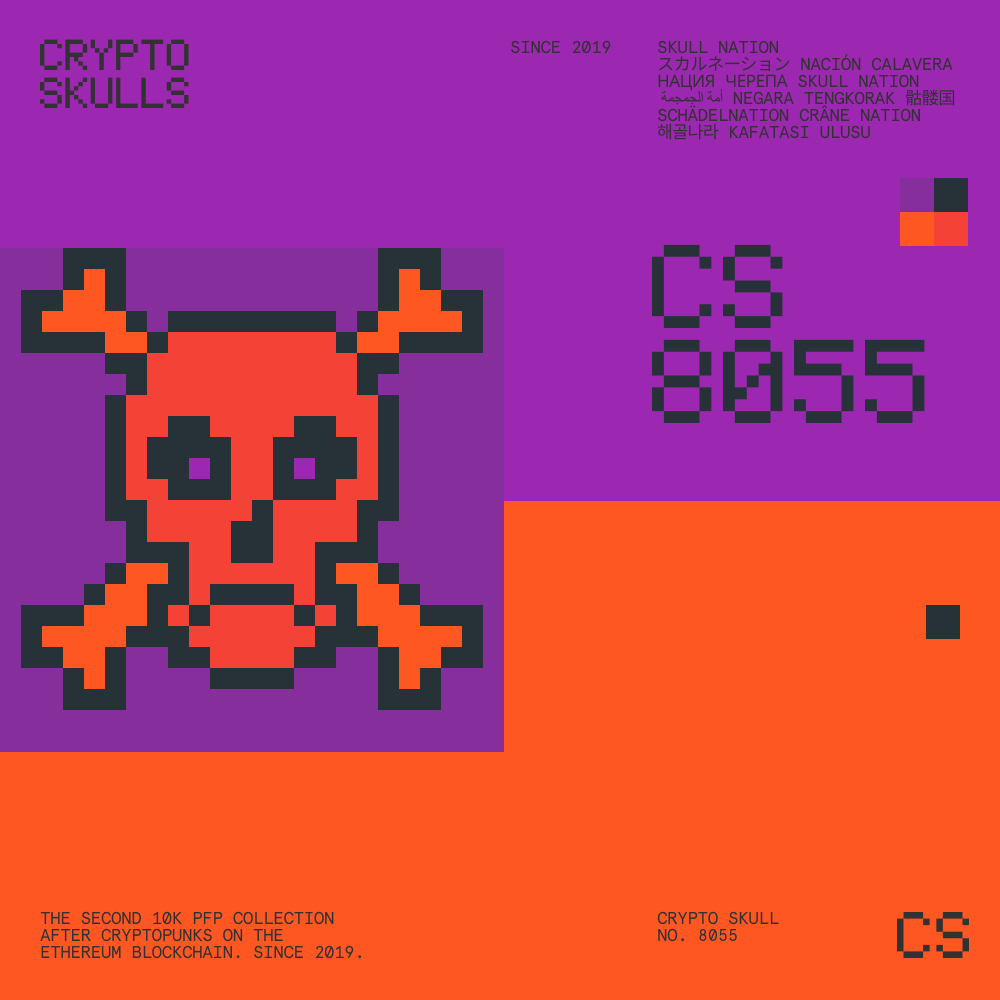 CRYPTO
SKULLS
SINCE 2019
SKULL NATION
スカルネーション NACIÓN CALAVERA
НАЦИЯ ЧЕРЕПА SKULL NATION
أمة الجمجمة NEGARA TENGKORAK 骷髅国
SCHÄDELNATION CRÂNE NATION
해골나라 KAFATASI ULUSU
CS
8055
THE SECOND 10K PFP COLLECTION
AFTER CRYPTOPUNKS ON THE
ETHEREUM BLOCKCHAIN. SINCE 2019.
CRYPTO SKULL
NO. 8055
CS